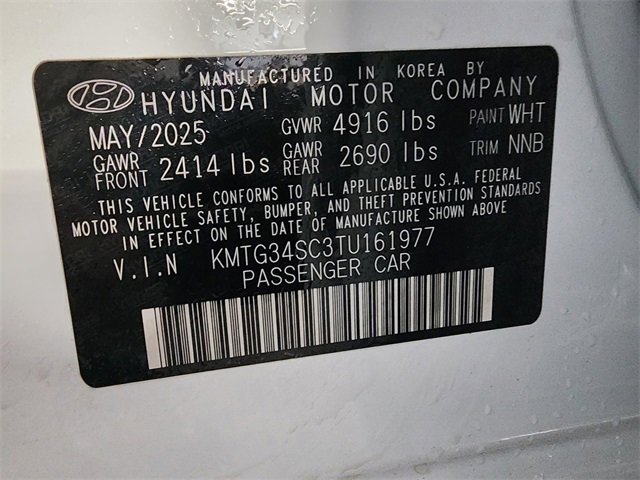 MANUFACTURED IN KOREA BY
HYUNDAI MOTOR COMPANY
MAY/2025 GVWR 4916 lbs PAINT WHT
GAWR FRONT 2414 lbs GAWR REAR 2690 lbs TRIM NNB
THIS VEHICLE CONFORMS TO ALL APPLICABLE U.S.A. FEDERAL
MOTOR VEHICLE SAFETY, BUMPER, AND THEFT PREVENTION STANDARDS
IN EFFECT ON THE DATE OF MANUFACTURE SHOWN ABOVE
V.I.N KMTG34SC3TU161977
PASSENGER CAR